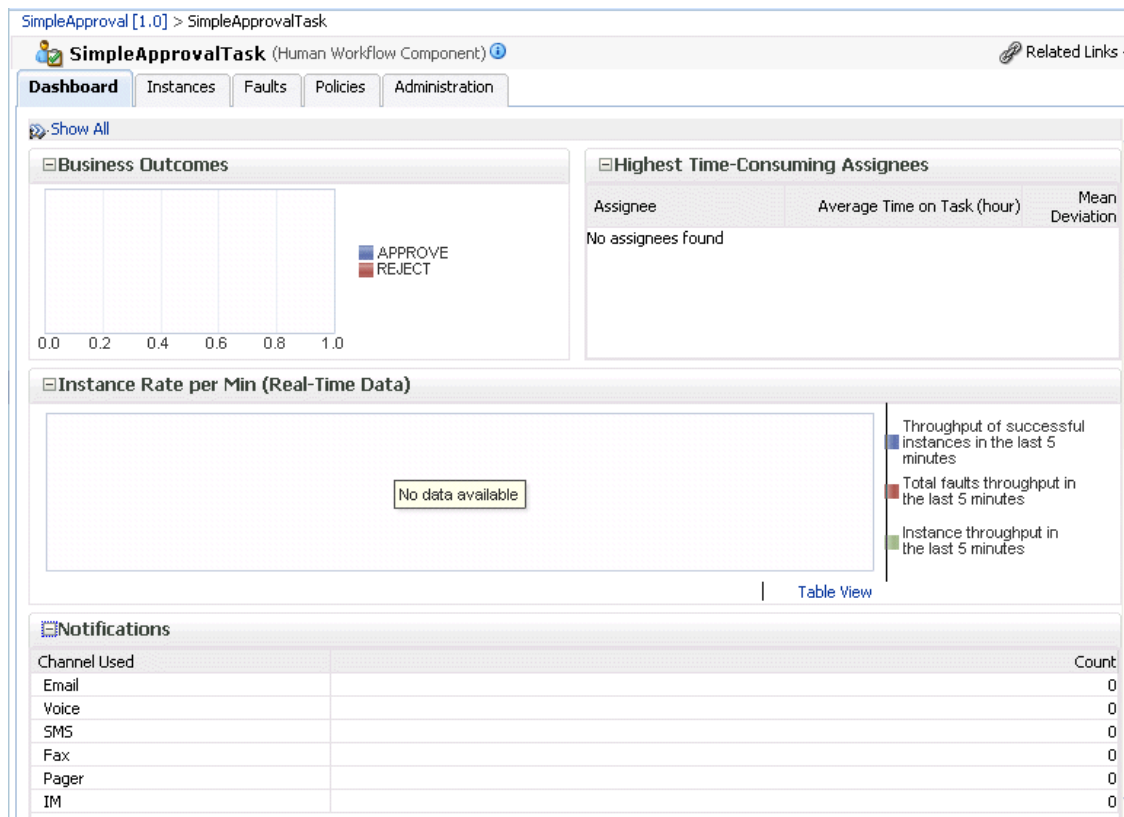 SimpleApproval [1.0] > SimpleApprovalTask
SimpleApprovalTask (Human Workflow Component)
Related Links
Dashboard Instances Faults Policies Administration
Show All
Business Outcomes
APPROVE
REJECT
0.0 0.2 0.4 0.6 0.8 1.0
Highest Time-Consuming Assignees
Assignee Average Time on Task (hour) Mean
Deviation
No assignees found
Instance Rate per Min (Real-Time Data)
No data available
Throughput of successful
instances in the last 5
minutes
Total faults throughput in
the last 5 minutes
Instance throughput in
the last 5 minutes
Table View
Notifications
Channel Used Count
Email 0
Voice 0
SMS 0
Fax 0
Pager 0
IM 0